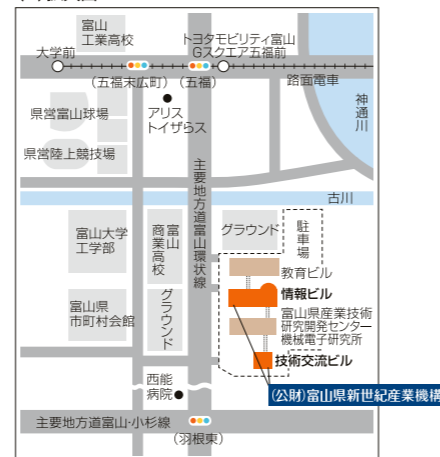 富山
工業高校
トヨタモビリティ富山
Gスクエア五福前
大学前
路面電車
(五福末広町)
(五福)
アリス
トイザらス
神通川
県営富山球場
県営陸上競技場
主要地方道富山環状線
古川
富山大学
工学部
富山
商業高校
グラウンド
駐車場
教育ビル
情報ビル
富山県産業技術
研究開発センター
機械電子研究所
技術交流ビル
富山県
市町村会館
グラウンド
西能
病院
(公財)富山県新世紀産業機構
主要地方道富山・小杉線
(羽根東)